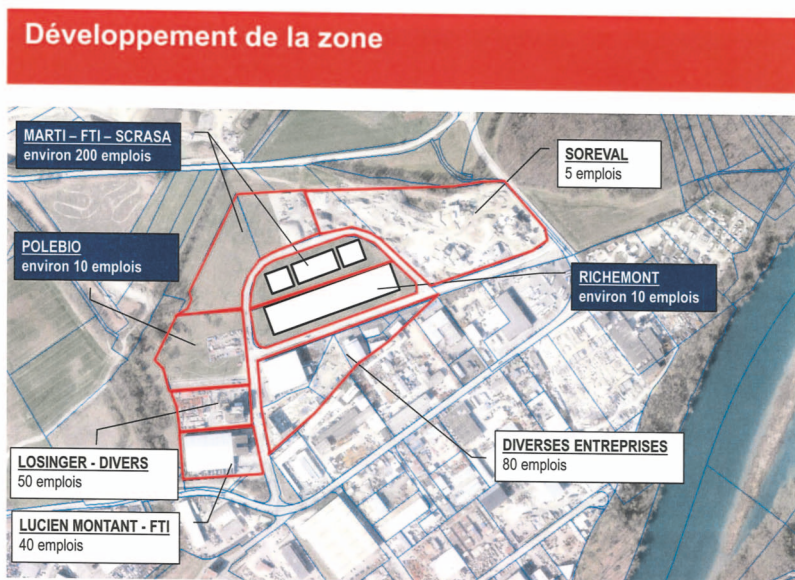 Développement de la zone
MARTI – FTI – SCRASA
environ 200 emplois
SOREVAL
5 emplois
POLEBIO
environ 10 emplois
RICHEMONT
environ 10 emplois
LOSINGER - DIVERS
50 emplois
DIVERSES ENTREPRISES
80 emplois
LUCIEN MONTANT - FTI
40 emplois